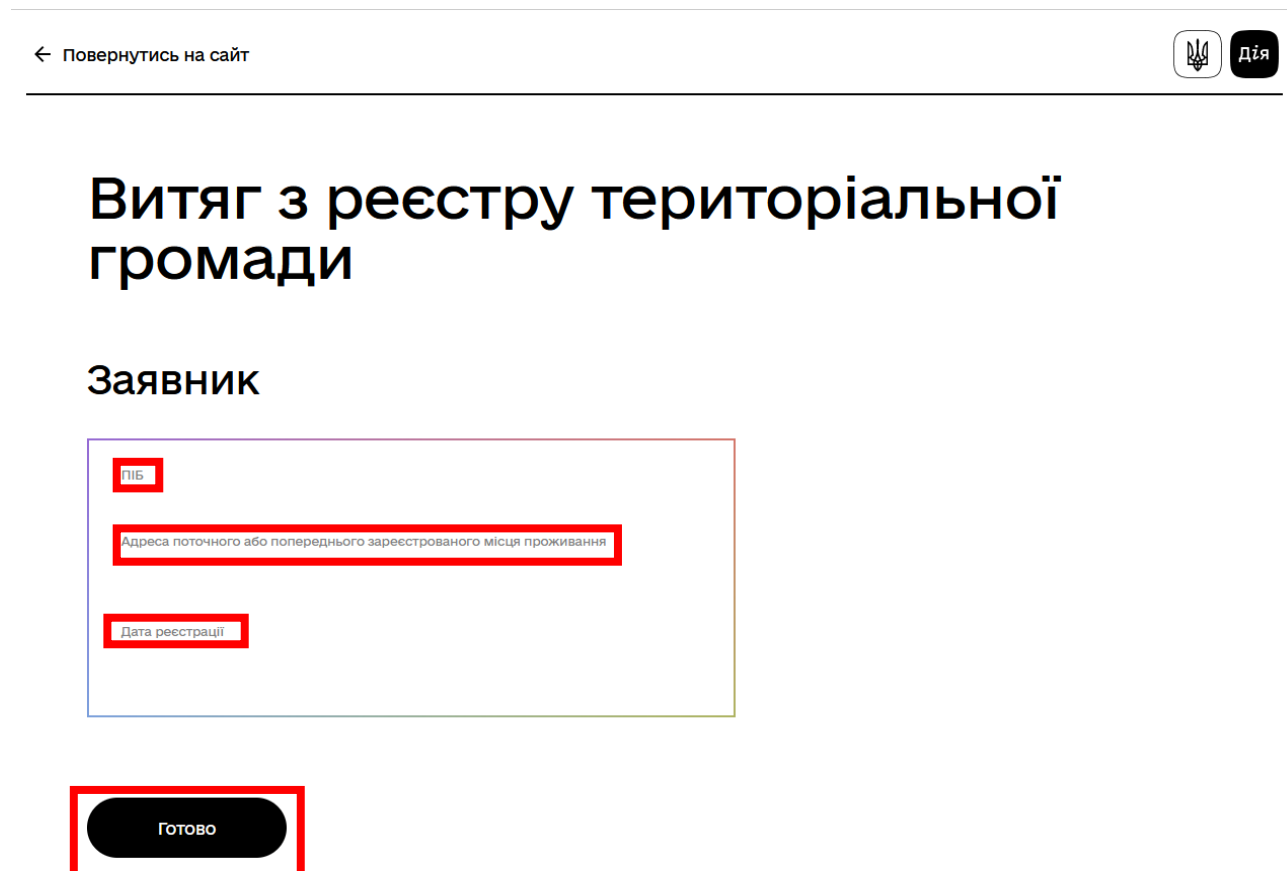 ← Повернутись на сайт
Дія
Витяг з реєстру територіальної
громади
Заявник
ПІБ
Адреса поточного або попереднього зареєстрованого місця проживання
Дата реєстрації
Готово